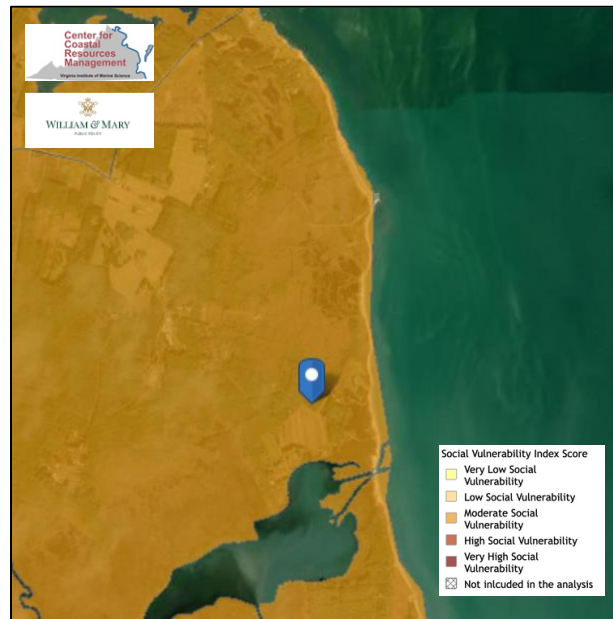 Center for
Coastal
Resources
Management
Virginia Institute of Marine Science
WILLIAM & MARY
PUBLIC POLICY
Social Vulnerability Index Score
Very Low Social
Vulnerability
Low Social Vulnerability
Moderate Social
Vulnerability
High Social Vulnerability
Very High Social
Vulnerability
Not inlcuded in the analysis